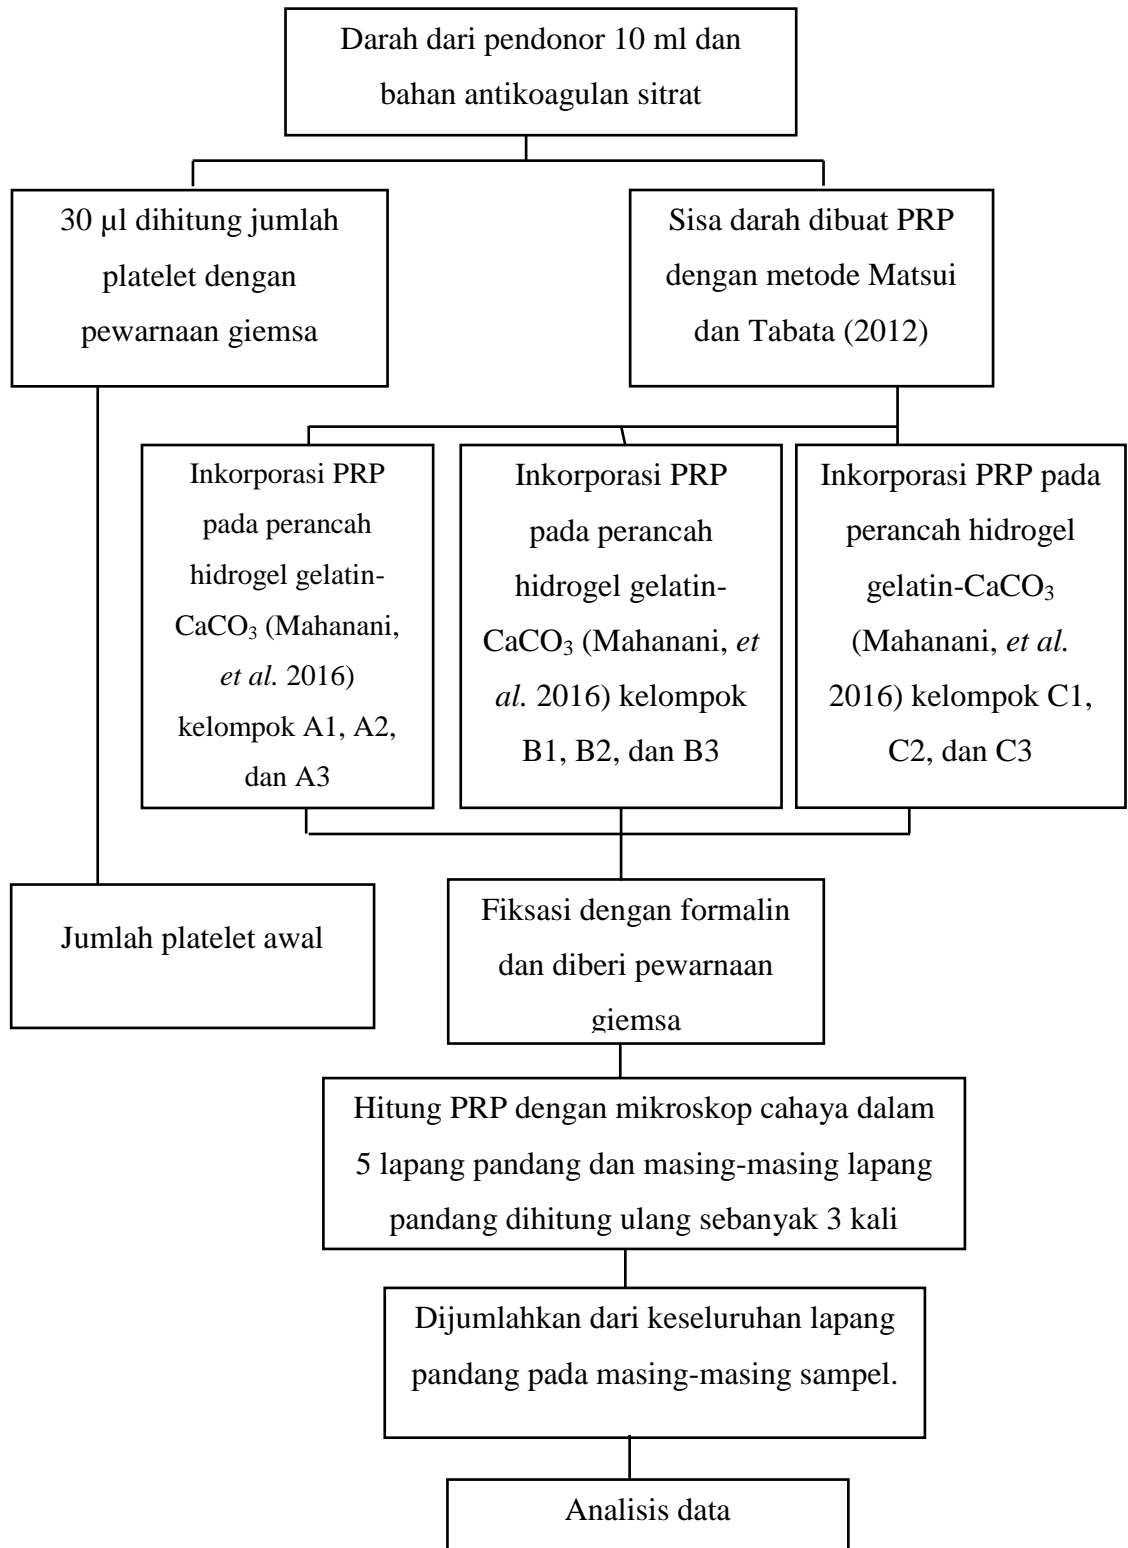 Darah dari pendonor 10 ml dan
bahan antikoagulan sitrat
30 µl dihitung jumlah
platelet dengan
pewarnaan giemsa
Sisa darah dibuat PRP
dengan metode Matsui
dan Tabata (2012)
Inkorporasi PRP
pada perancah
hidrogel gelatin-
CaCO₃ (Mahanani,
et al. 2016)
kelompok A1, A2,
dan A3
Inkorporasi PRP
pada perancah
hidrogel gelatin-
CaCO₃ (Mahanani, et
al. 2016) kelompok
B1, B2, dan B3
Inkorporasi PRP pada
perancah hidrogel
gelatin-CaCO₃
(Mahanani, et al.
2016) kelompok C1,
C2, dan C3
Jumlah platelet awal
Fiksasi dengan formalin
dan diberi pewarnaan
giemsa
Hitung PRP dengan mikroskop cahaya dalam
5 lapang pandang dan masing-masing lapang
pandang dihitung ulang sebanyak 3 kali
Dijumlahkan dari keseluruhan lapang
pandang pada masing-masing sampel.
Analisis data